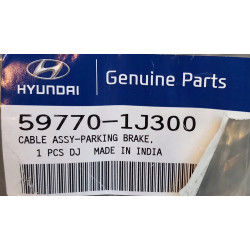 HYUNDAI
Genuine Parts
59770-1J300
CABLE ASSY-PARKING BRAKE,
1 PCS DJ MADE IN INDIA